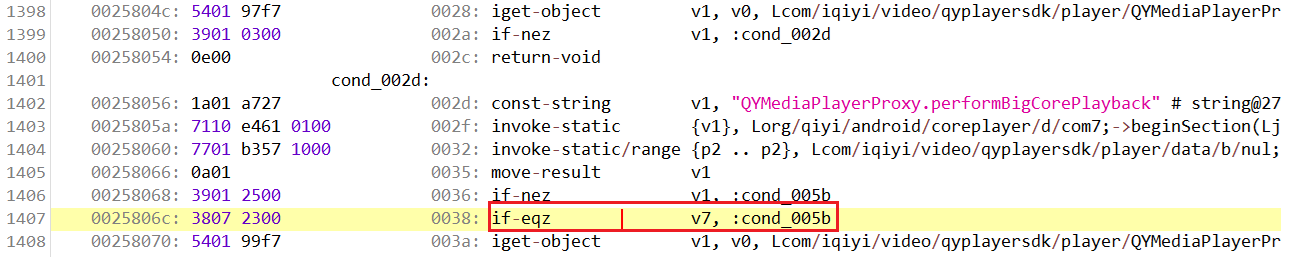 1398 0025804c: 5401 97f7 0028: iget-object v1, v0, Lcom/iqiyi/video/qyplayersdk/player/QYMediaPlayerPr
1399 00258050: 3901 0300 002a: if-nez v1, :cond_002d
1400 00258054: 0e00 002c: return-void
1401 cond_002d:
1402 00258056: 1a01 a727 002d: const-string v1, "QYMediaPlayerProxy.performBigCorePlayback" # string@27
1403 0025805a: 7110 e461 0100 002f: invoke-static {v1}, Lorg/qiyi/android/coreplayer/d/com7;->beginSection(Lj
1404 00258060: 7701 b357 1000 0032: invoke-static/range {p2 .. p2}, Lcom/iqiyi/video/qyplayersdk/player/data/b/nul;
1405 00258066: 0a01 0035: move-result v1
1406 00258068: 3901 2500 0036: if-nez v1, :cond_005b
1407 0025806c: 3807 2300 0038: if-eqz v7, :cond_005b
1408 00258070: 5401 99f7 003a: iget-object v1, v0, Lcom/iqiyi/video/qyplayersdk/player/QYMediaPlayerPr